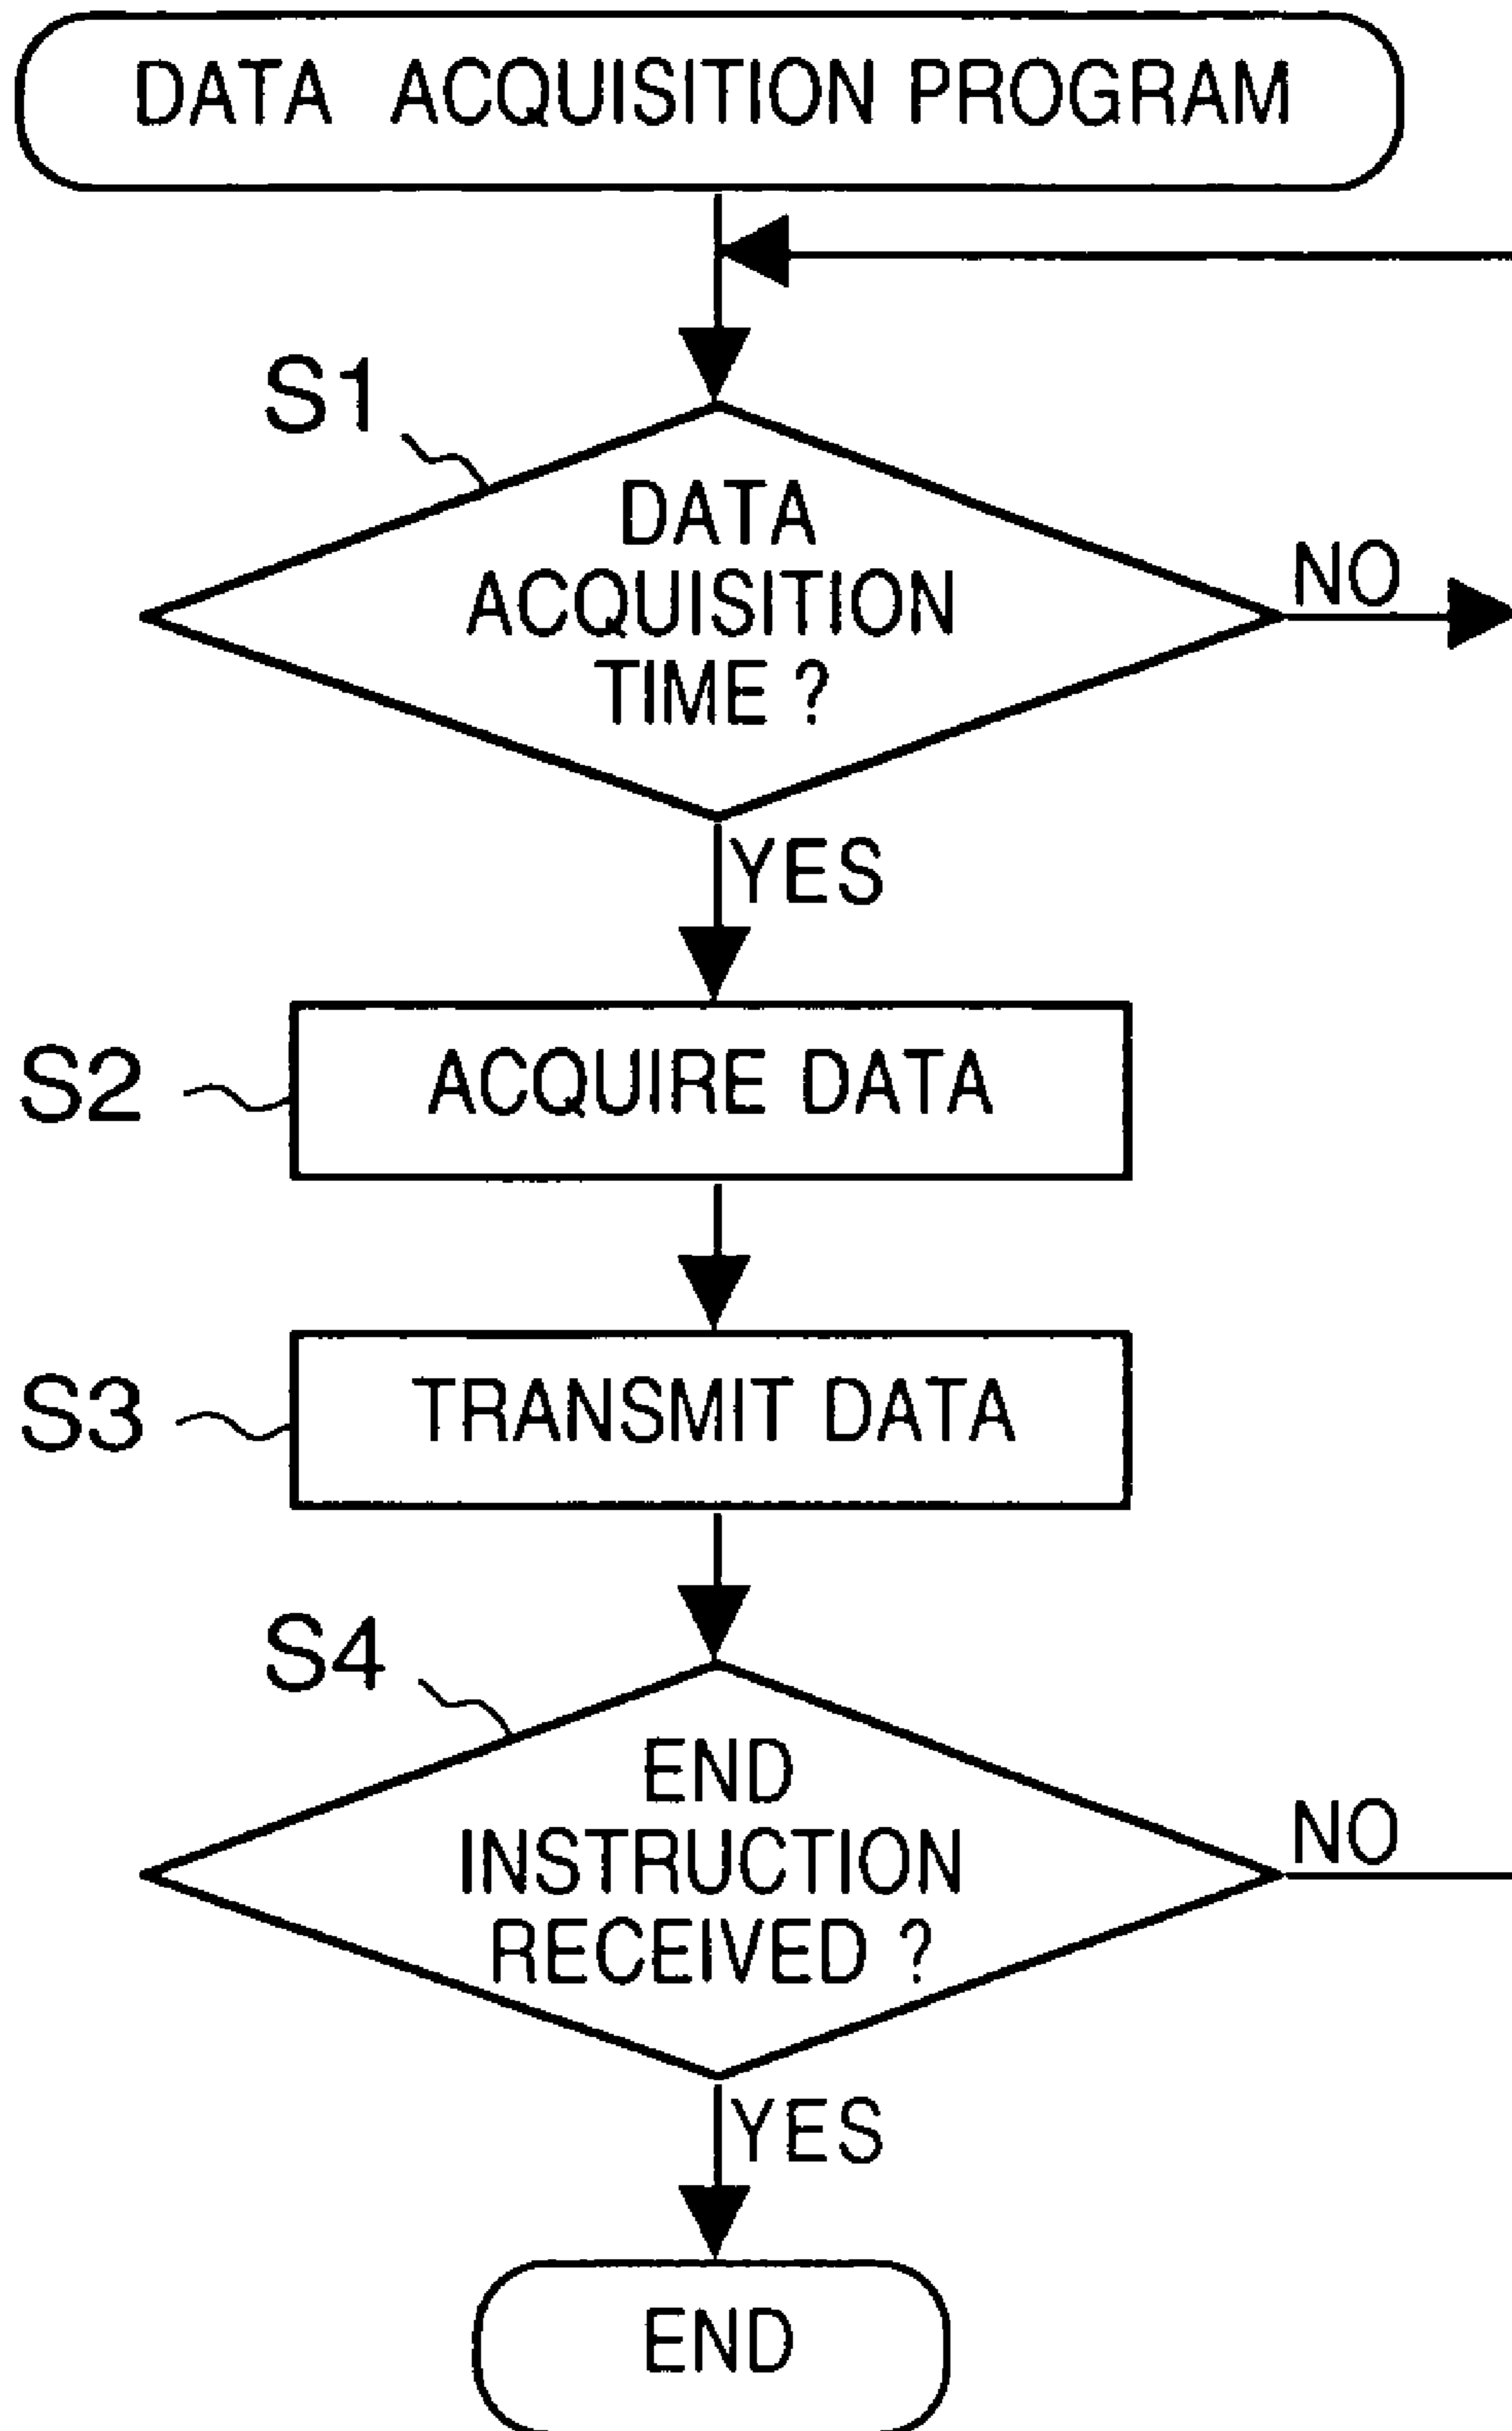 DATA ACQUISITION PROGRAM
S1
DATA
ACQUISITION
TIME ?
NO
YES
S2
ACQUIRE DATA
S3
TRANSMIT DATA
S4
END
INSTRUCTION
RECEIVED ?
NO
YES
END